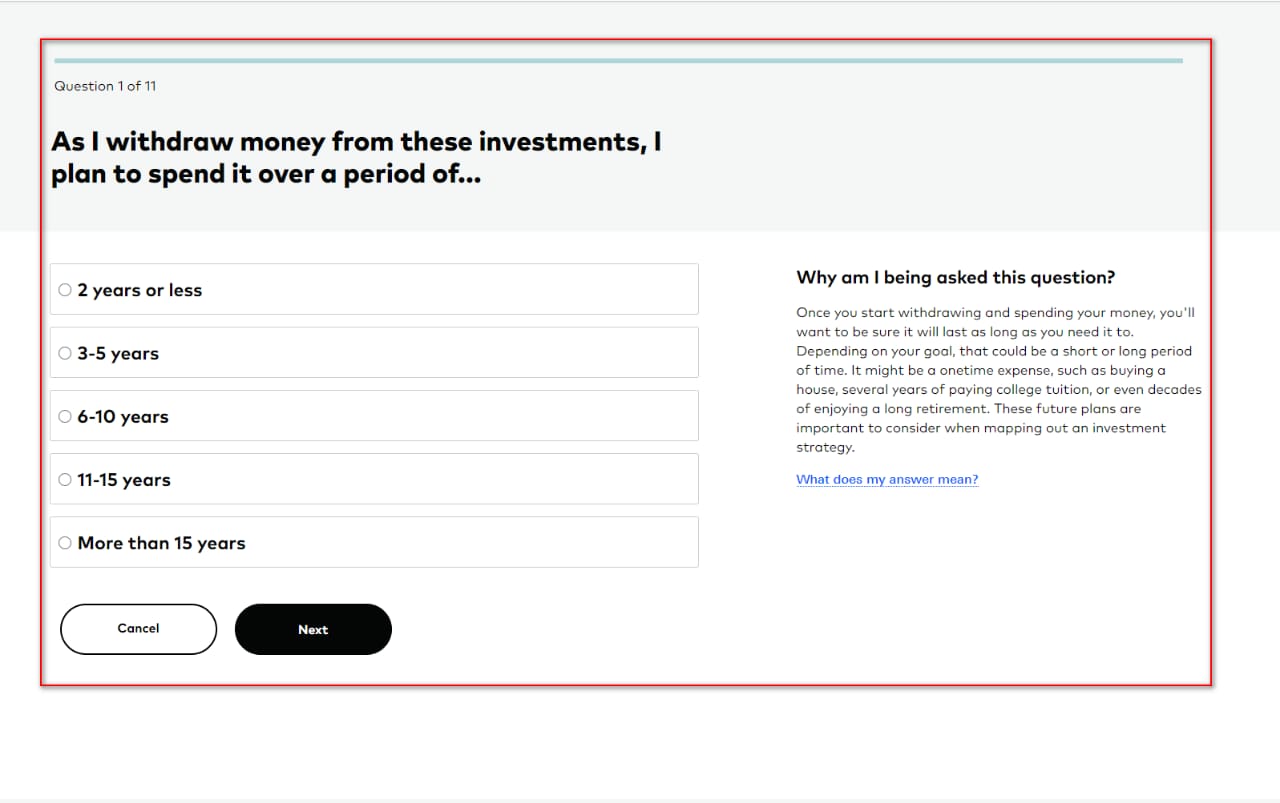 Question 1 of 11
As I withdraw money from these investments, I
plan to spend it over a period of...
2 years or less
3-5 years
6-10 years
11-15 years
More than 15 years
Cancel
Next
Why am I being asked this question?
Once you start withdrawing and spending your money, you'll
want to be sure it will last as long as you need it to.
Depending on your goal, that could be a short or long period
of time. It might be a onetime expense, such as buying a
house, several years of paying college tuition, or even decades
of enjoying a long retirement. These future plans are
important to consider when mapping out an investment
strategy.
What does my answer mean?